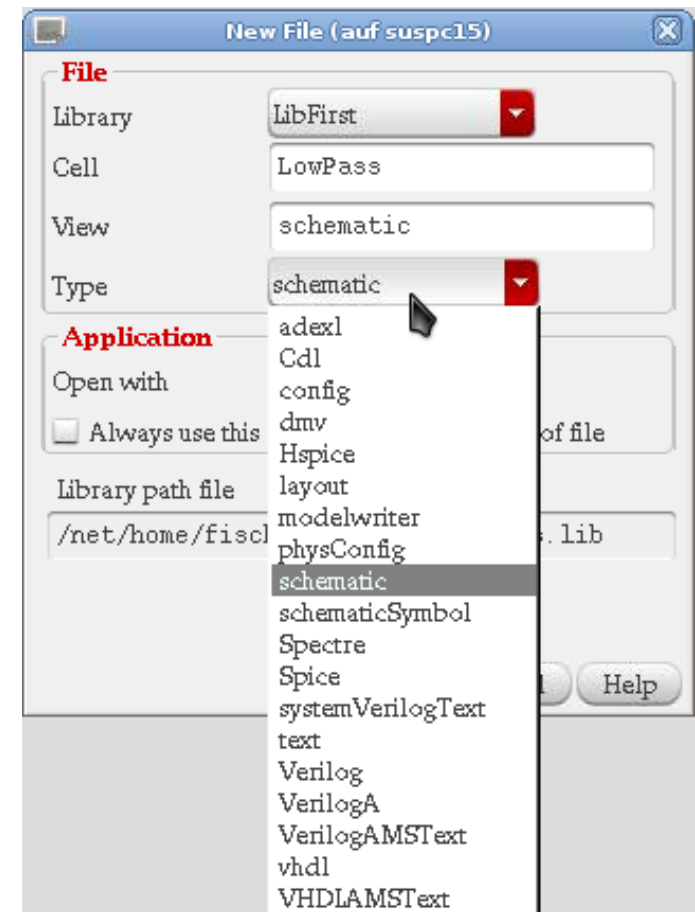 New File (auf suspc15)
File
Library LibFirst
Cell LowPass
View schematic
Type schematic
adexl
Application
Cdl
Open with
config
dmv
Always use this of file
Hspice
Library path file
layout
modelwriter
/net/home/fisc .lib
physConfig
schematic
schematicSymbol
Spectre
Spice
Help
systemVerilogText
text
Verilog
VerilogA
VerilogAMSText
vhdl
VHDLAMSText